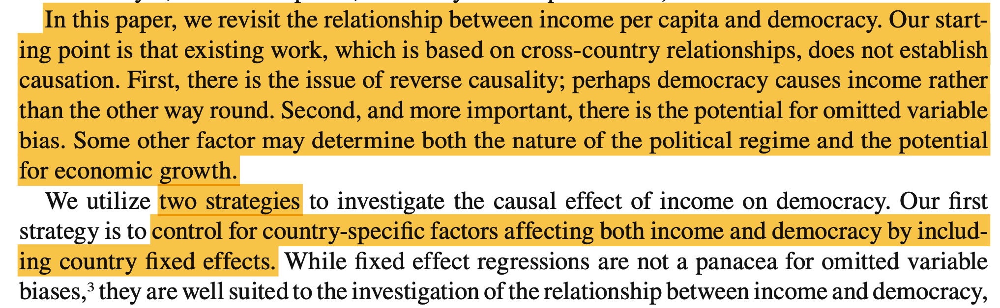 In this paper, we revisit the relationship between income per capita and democracy. Our start-
ing point is that existing work, which is based on cross-country relationships, does not establish
causation. First, there is the issue of reverse causality; perhaps democracy causes income rather
than the other way round. Second, and more important, there is the potential for omitted variable
bias. Some other factor may determine both the nature of the political regime and the potential
for economic growth.
We utilize two strategies to investigate the causal effect of income on democracy. Our first
strategy is to control for country-specific factors affecting both income and democracy by includ-
ing country fixed effects. While fixed effect regressions are not a panacea for omitted variable
biases,³ they are well suited to the investigation of the relationship between income and democracy,